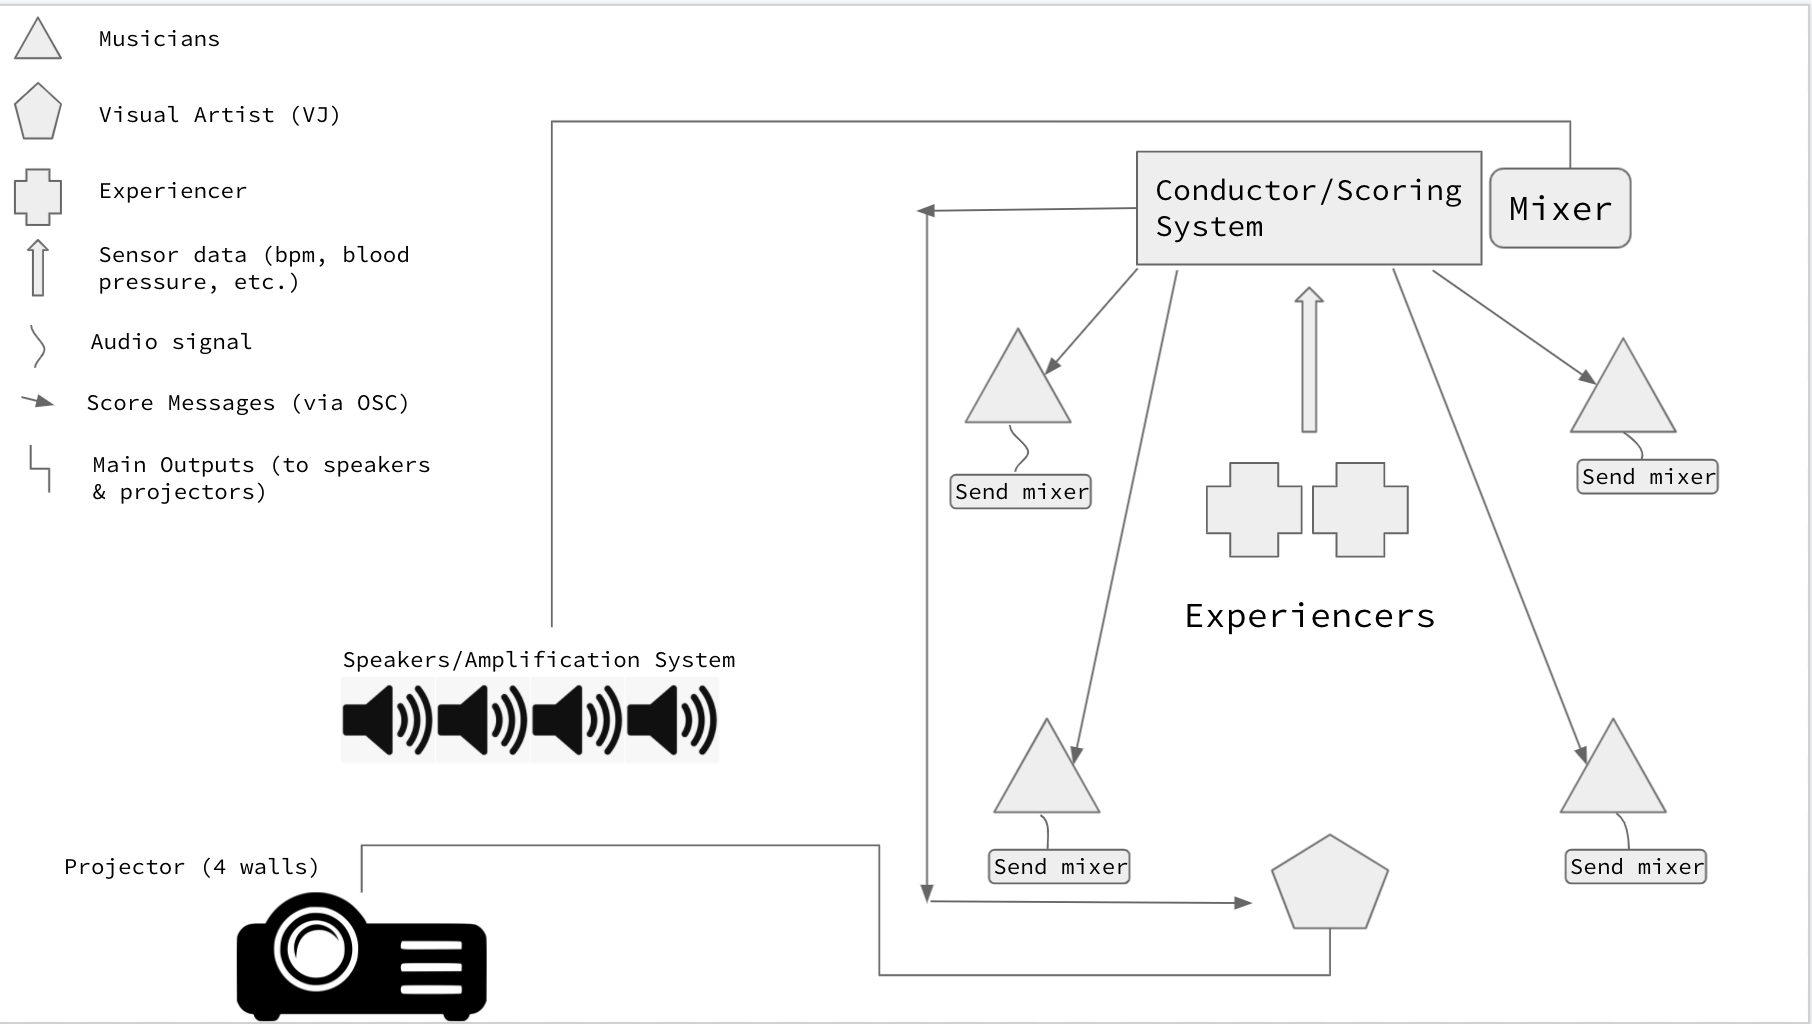 Musicians
Visual Artist (VJ)
Experiencer
Sensor data (bpm, blood
pressure, etc.)
Audio signal
Score Messages (via OSC)
Main Outputs (to speakers
& projectors)
Conductor/Scoring
System
Mixer
Send mixer
Send mixer
Experiencers
Speakers/Amplification System
Send mixer
Send mixer
Projector (4 walls)